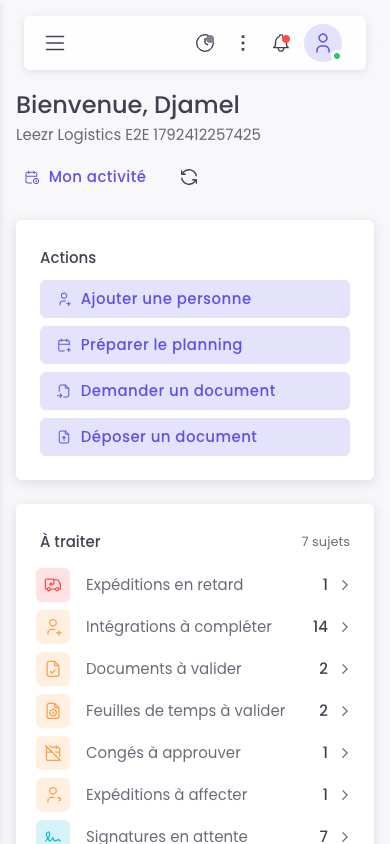 Bienvenue, Djamel
Leezr Logistics E2E 1792412257425
Mon activité
Actions
Ajouter une personne
Préparer le planning
Demander un document
Déposer un document
À traiter 7 sujets
Expéditions en retard 1
Intégrations à compléter 14
Documents à valider 2
Feuilles de temps à valider 2
Congés à approuver 1
Expéditions à affecter 1
Signatures en attente 7